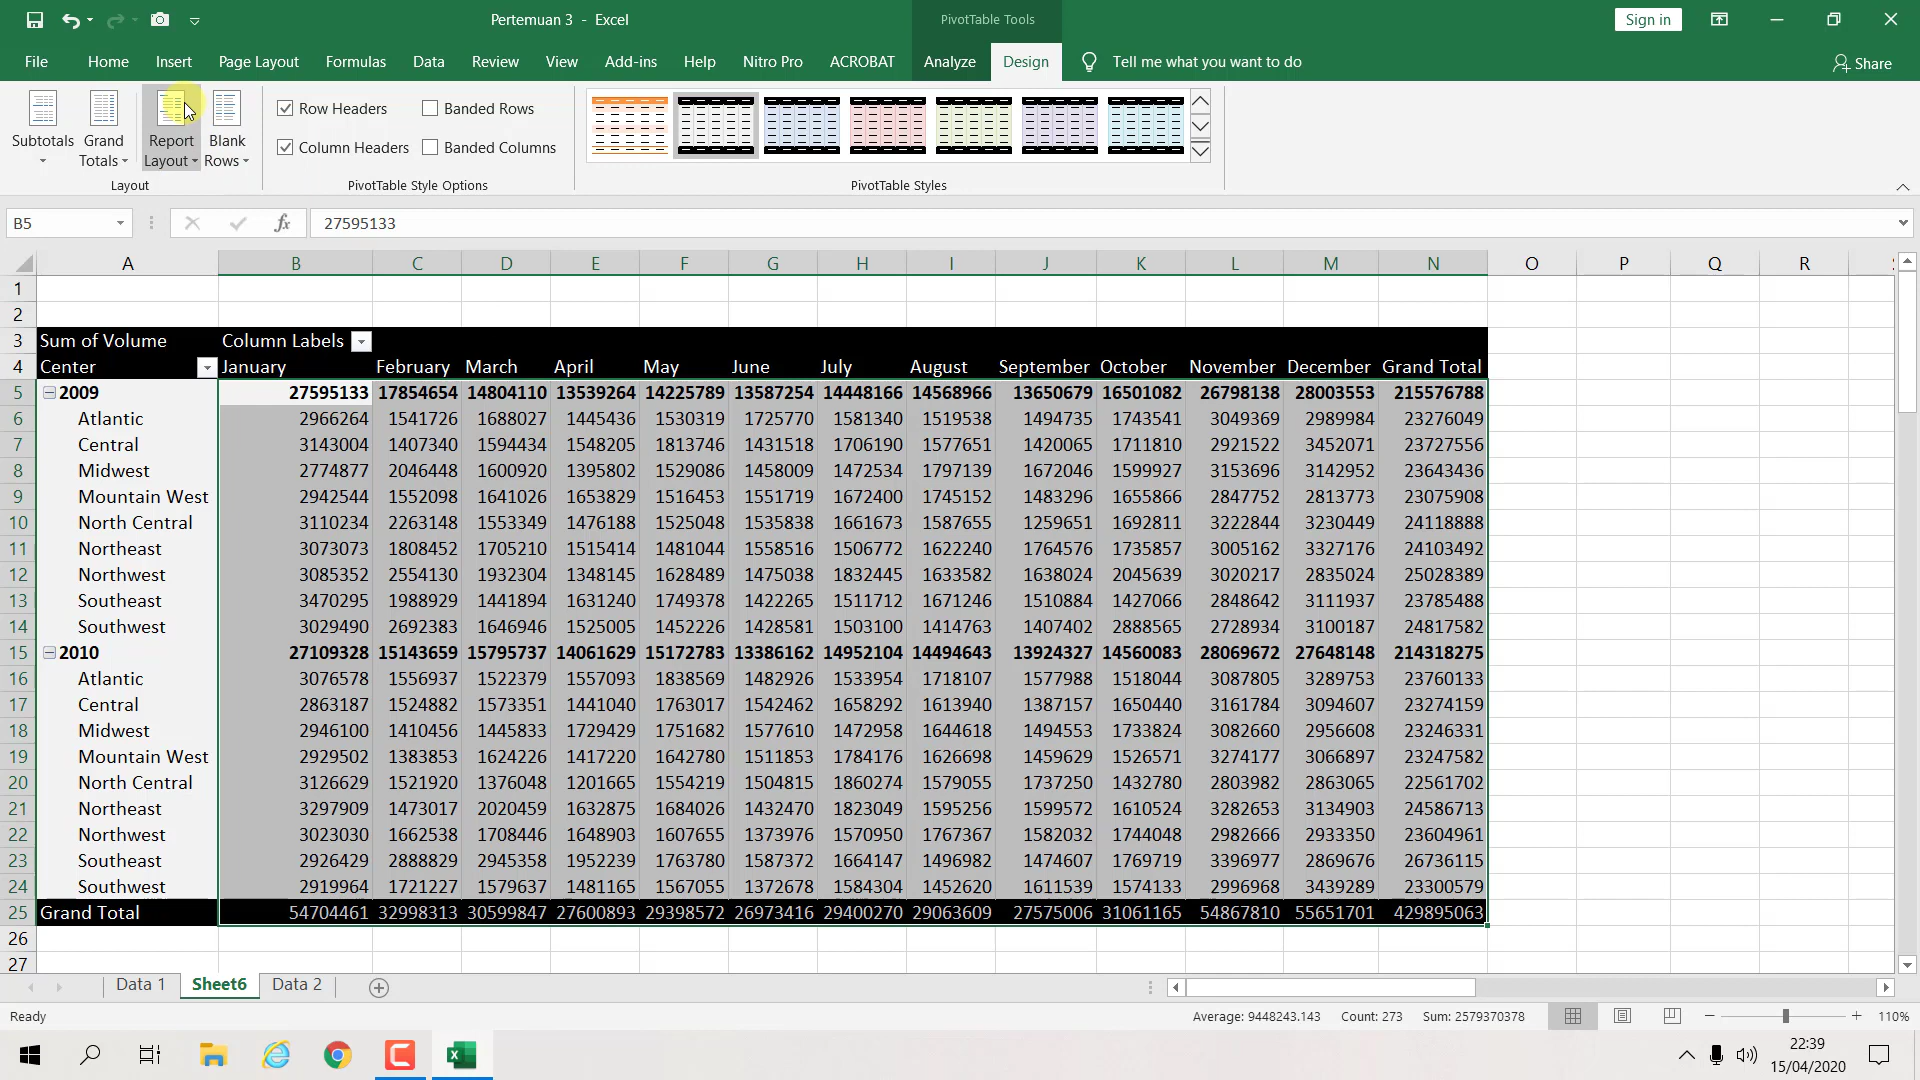 Pertemuan 3 - Excel
PivotTable Tools
Sign in
File Home Insert Page Layout Formulas Data Review View Add-ins Help Nitro Pro ACROBAT Analyze Design Tell me what you want to do Share
Subtotals Grand Totals Report Layout Blank Rows
Row Headers Banded Rows
Column Headers Banded Columns
Layout PivotTable Style Options PivotTable Styles
B5 fx 27595133
A B C D E F G H I J K L M N O P Q R
1
2
3 Sum of Volume Column Labels
4 Center January February March April May June July August September October November December Grand Total
5 2009 27595133 17854654 14804110 13539264 14225789 13587254 14448166 14568966 13650679 16501082 26798138 28003553 215576788
6 Atlantic 2966264 1541726 1688027 1445436 1530319 1725770 1581340 1519538 1494735 1743541 3049369 2989984 23276049
7 Central 3143004 1407340 1594434 1548205 1813746 1431518 1706190 1577651 1420065 1711810 2921522 3452071 23727556
8 Midwest 2774877 2046448 1600920 1395802 1529086 1458009 1472534 1797139 1672046 1599927 3153696 3142952 23643436
9 Mountain West 2942544 1552098 1641026 1653829 1516453 1551719 1672400 1745152 1483296 1655866 2847752 2813773 23075908
10 North Central 3110234 2263148 1553349 1476188 1525048 1535838 1661673 1587655 1259651 1692811 3222844 3230449 24118888
11 Northeast 3073073 1808452 1705210 1515414 1481044 1558516 1506772 1622240 1764576 1735857 3005162 3327176 24103492
12 Northwest 3085352 2554130 1932304 1348145 1628489 1475038 1832445 1633582 1638024 2045639 3020217 2835024 25028389
13 Southeast 3470295 1988929 1441894 1631240 1749378 1422265 1511712 1671246 1510884 1427066 2848642 3111937 23785488
14 Southwest 3029490 2692383 1646946 1525005 1452226 1428581 1503100 1414763 1407402 2888565 2728934 3100187 24817582
15 2010 27109328 15143659 15795737 14061629 15172783 13386162 14952104 14494643 13924327 14560083 28069672 27648148 214318275
16 Atlantic 3076578 1556937 1522379 1557093 1838569 1482926 1533954 1718107 1577988 1518044 3087805 3289753 23760133
17 Central 2863187 1524882 1573351 1441040 1763017 1542462 1658292 1613940 1387157 1650440 3161784 3094607 23274159
18 Midwest 2946100 1410456 1445833 1729429 1751682 1577610 1472958 1644618 1494553 1733824 3082660 2956608 23246331
19 Mountain West 2929502 1383853 1624226 1417220 1642780 1511853 1784176 1626698 1459629 1526571 3274177 3066897 23247582
20 North Central 3126629 1521920 1376048 1201665 1554219 1504815 1860274 1579055 1737250 1432780 2803982 2863065 22561702
21 Northeast 3297909 1473017 2020459 1632875 1684026 1432470 1823049 1595256 1599572 1610524 3282653 3134903 24586713
22 Northwest 3023030 1662538 1708446 1648903 1607655 1373976 1570950 1767367 1582032 1744048 2982666 2933350 23604961
23 Southeast 2926429 2888829 2945358 1952239 1763780 1587372 1664147 1496982 1474607 1769719 3396977 2869676 26736115
24 Southwest 2919964 1721227 1579637 1481165 1567055 1372678 1584304 1452620 1611539 1574133 2996968 3439289 23300579
25 Grand Total 54704461 32998313 30599847 27600893 29398572 26973416 29400270 29063609 27575006 31061165 54867810 55651701 429895063
26
27
Data 1 Sheet6 Data 2
Ready Average: 9448243.143 Count: 273 Sum: 2579370378 110%
22:39
15/04/2020